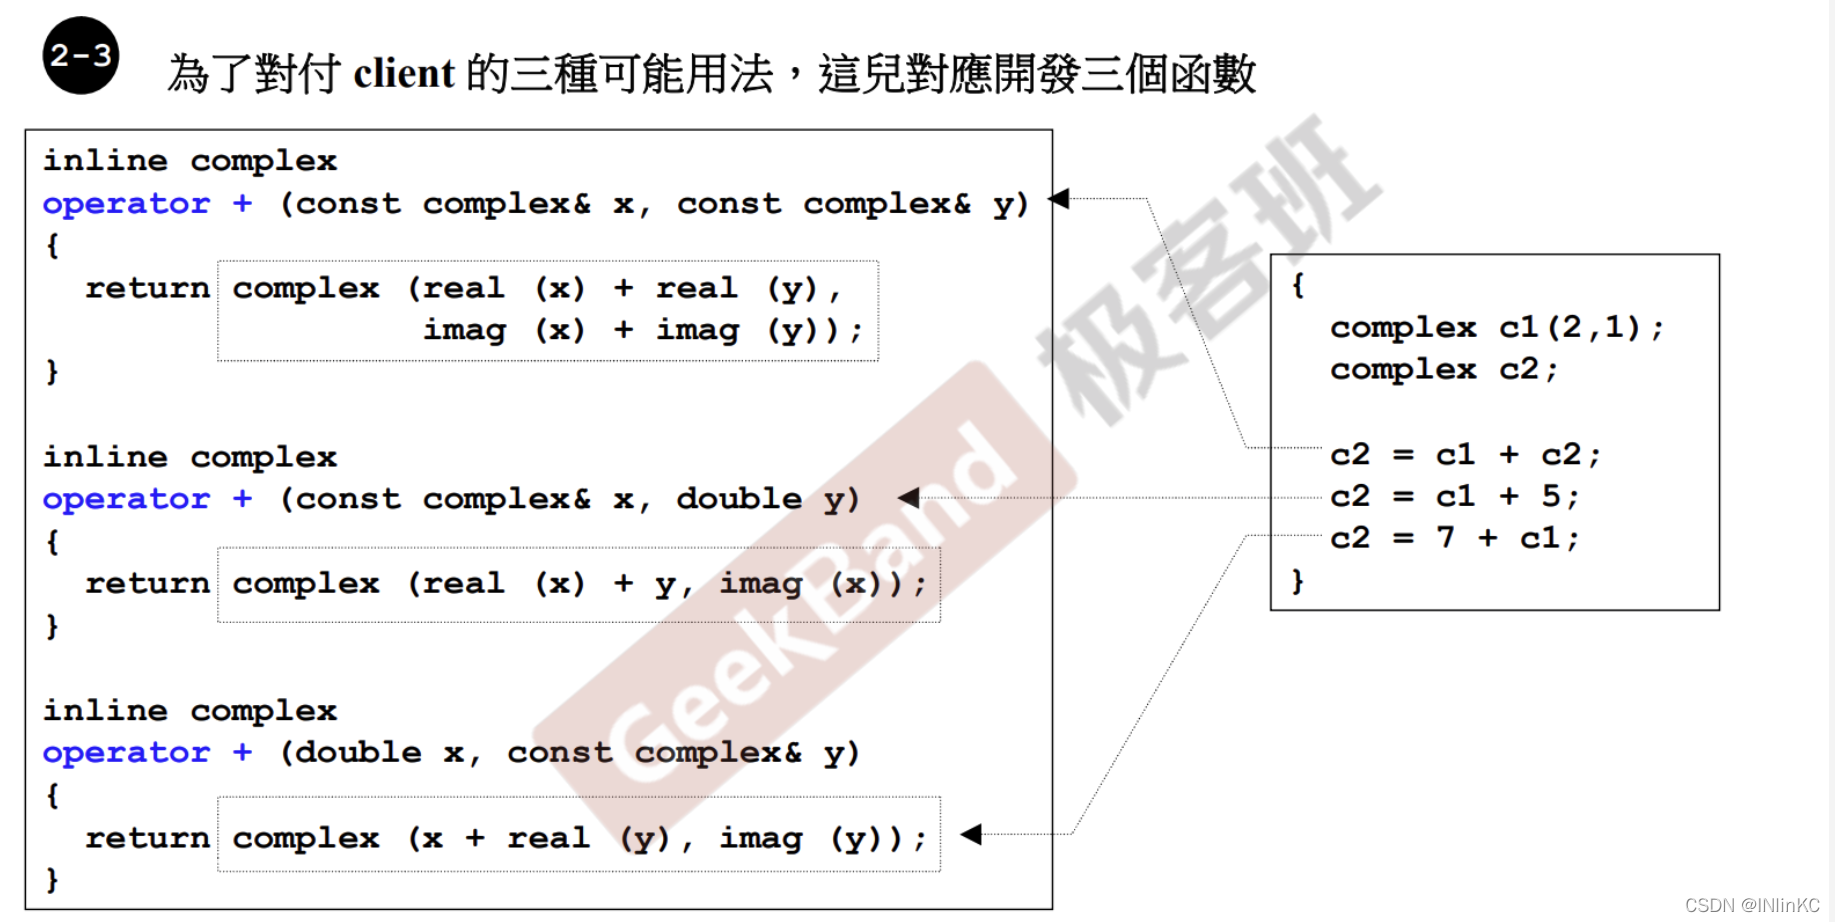 2-3
為了對付 client 的三種可能用法，這兒對應開發三個函數
inline complex
operator + (const complex& x, const complex& y)
{
return complex (real (x) + real (y),
imag (x) + imag (y));
}
inline complex
operator + (const complex& x, double y)
{
return complex (real (x) + y, imag (x));
}
inline complex
operator + (double x, const complex& y)
{
return complex (x + real (y), imag (y));
}
{
complex c1(2,1);
complex c2;
c2 = c1 + c2;
c2 = c1 + 5;
c2 = 7 + c1;
}
GeekBand
极客班
CSDN @INlinKC